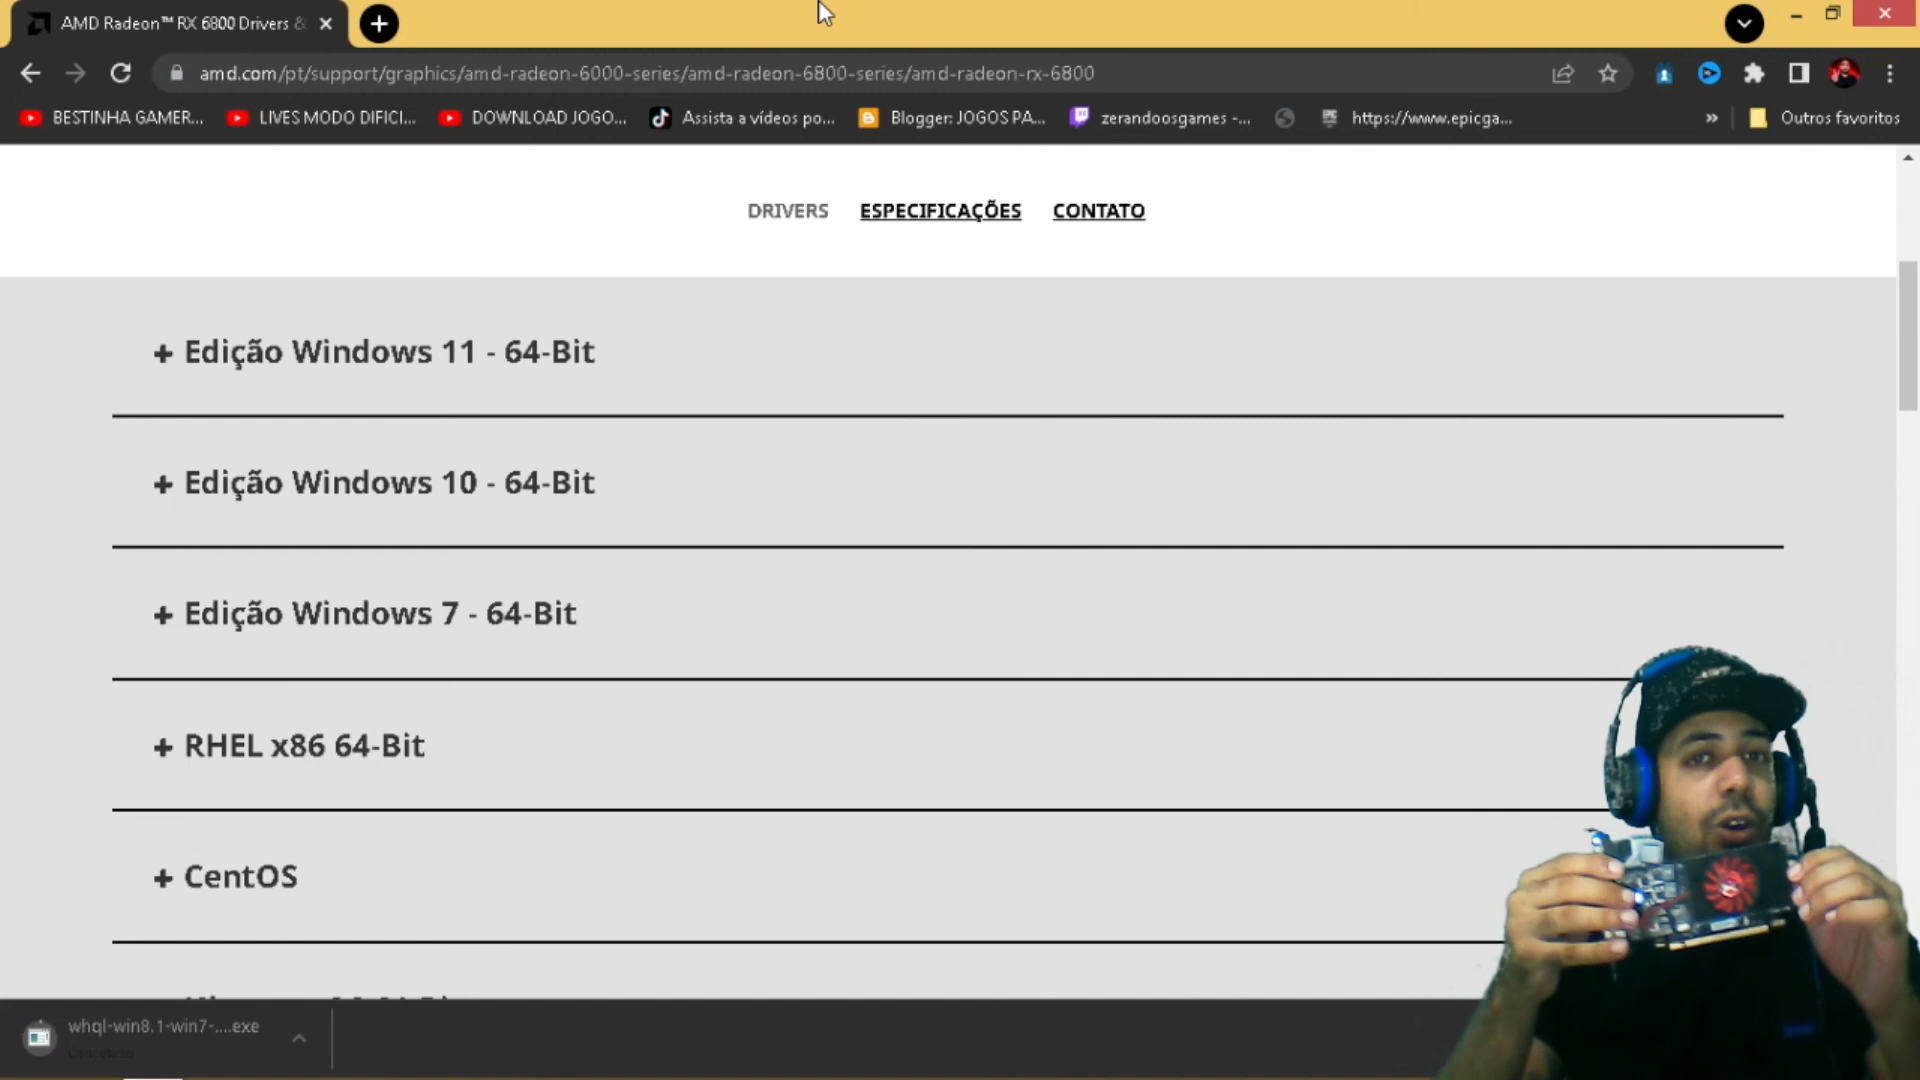 AMD Radeon™ RX 6800 Drivers &
amd.com/pt/support/graphics/amd-radeon-6000-series/amd-radeon-6800-series/amd-radeon-rx-6800
BESTINHA GAMER...
LIVES MODO DIFICI...
DOWNLOAD JOGO...
Assista a vídeos po...
Blogger: JOGOS PA...
zerandoosgames -...
https://www.epicga...
»
Outros favoritos
DRIVERS
ESPECIFICAÇÕES
CONTATO
+ Edição Windows 11 - 64-Bit
+ Edição Windows 10 - 64-Bit
+ Edição Windows 7 - 64-Bit
+ RHEL x86 64-Bit
+ CentOS
whql-win8.1-win7-....exe
Cancelado